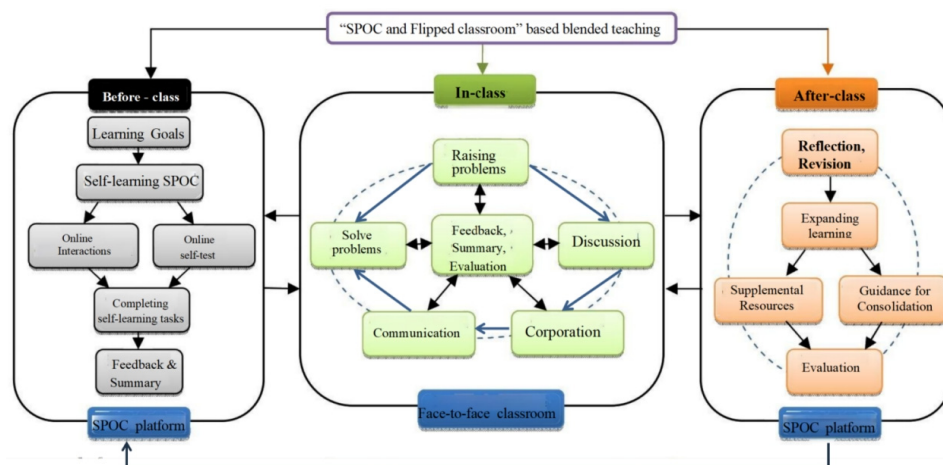 “SPOC and Flipped classroom” based blended teaching
Before - class
Learning Goals
Self-learning SPOC
Online
Interactions
Online
self-test
Completing
self-learning tasks
Feedback &
Summary
SPOC platform
In-class
Raising
problems
Solve
problems
Feedback,
Summary,
Evaluation
Discussion
Communication
Corporation
Face-to-face classroom
After-class
Reflection,
Revision
Expanding
learning
Supplemental
Resources
Guidance for
Consolidation
Evaluation
SPOC platform